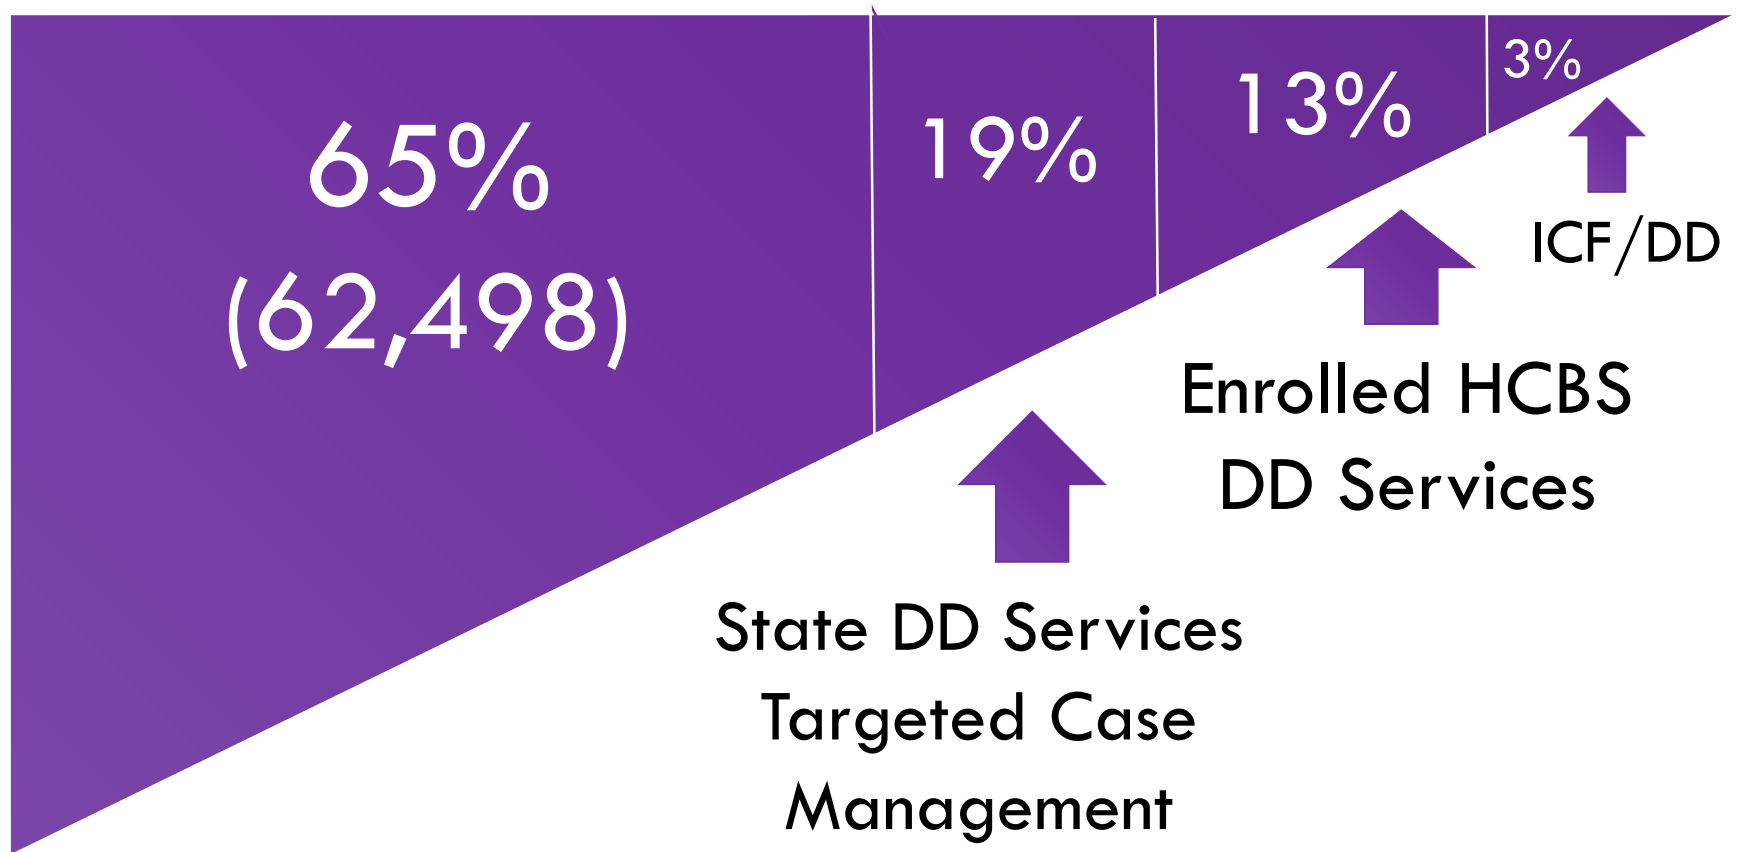 65%
(62,498)
19%
13%
3%
ICF/DD
Enrolled HCBS
DD Services
State DD Services
Targeted Case
Management